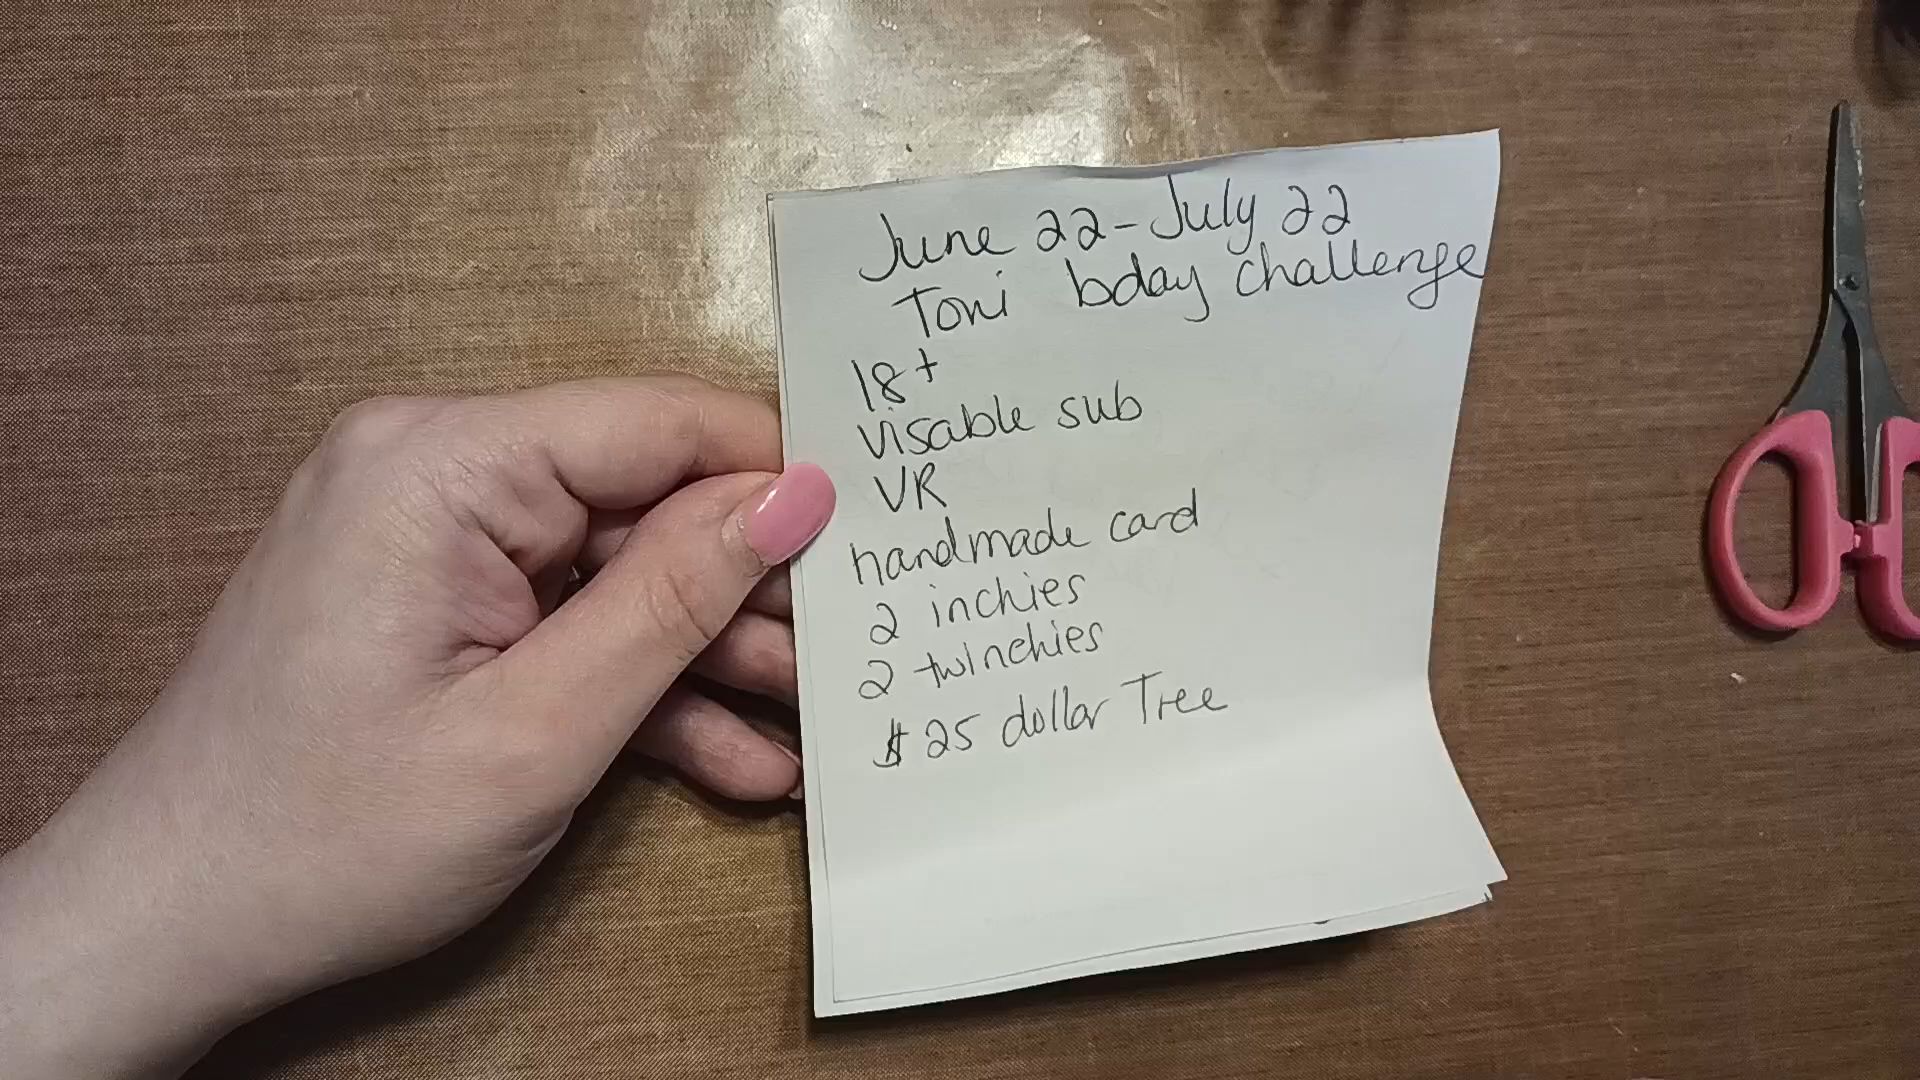 June 22-July 22
Toni bday challenge
18+
visable sub
VR
handmade card
2 inchies
2 twinchies
$25 dollar Tree